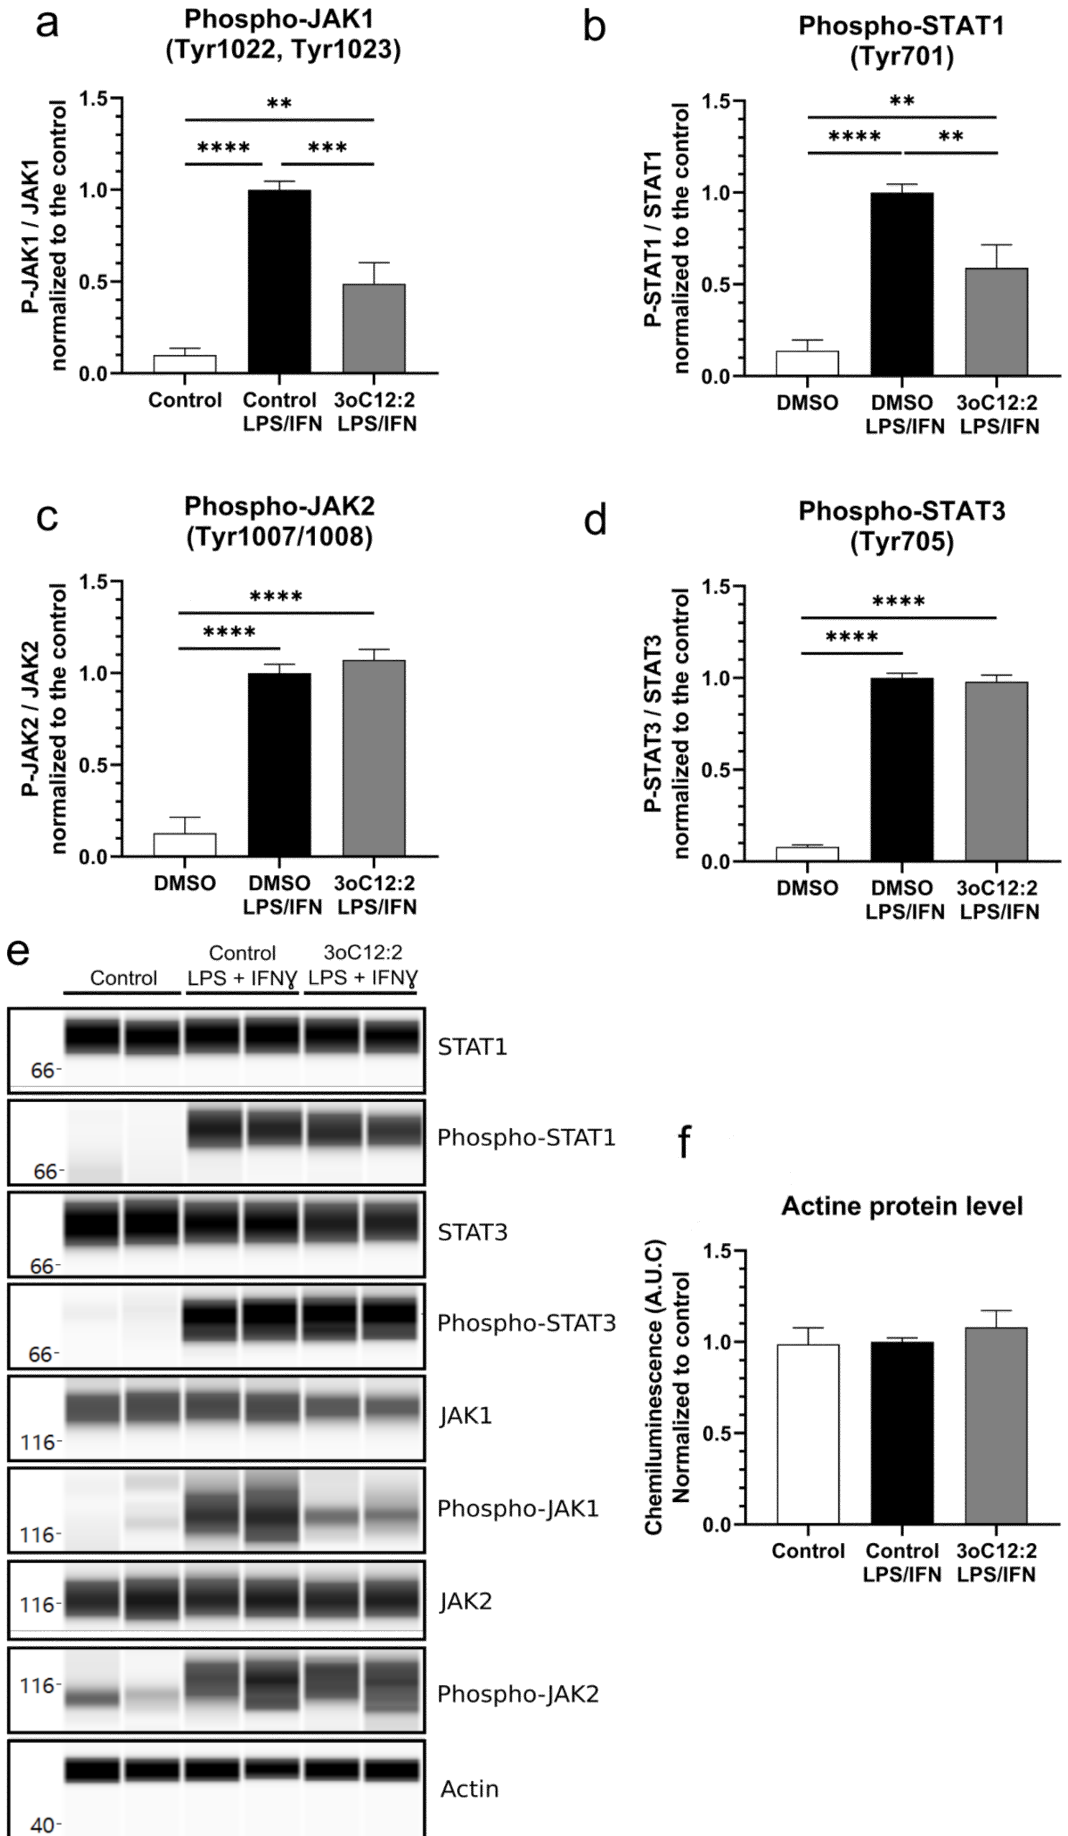 a
Phospho-JAK1
(Tyr1022, Tyr1023)
P-JAK1 / JAK1
normalized to the control
1.5
1.0
0.5
0.0
**
**** ***
Control Control 3oC12:2
LPS/IFN LPS/IFN
b
Phospho-STAT1
(Tyr701)
P-STAT1 / STAT1
normalized to the control
1.5
1.0
0.5
0.0
**
**** **
DMSO DMSO 3oC12:2
LPS/IFN LPS/IFN
c
Phospho-JAK2
(Tyr1007/1008)
P-JAK2 / JAK2
normalized to the control
1.5
1.0
0.5
0.0
****
****
DMSO DMSO 3oC12:2
LPS/IFN LPS/IFN
d
Phospho-STAT3
(Tyr705)
P-STAT3 / STAT3
normalized to the control
1.5
1.0
0.5
0.0
****
****
DMSO DMSO 3oC12:2
LPS/IFN LPS/IFN
e
Control 3oC12:2
Control LPS + IFNɣ LPS + IFNɣ
STAT1
66-
Phospho-STAT1
66-
STAT3
66-
Phospho-STAT3
66-
JAK1
116-
Phospho-JAK1
116-
JAK2
116-
116-
Phospho-JAK2
Actin
40-
f
Actine protein level
Chemiluminescence (A.U.C)
Normalized to control
1.5
1.0
0.5
0.0
Control Control 3oC12:2
LPS/IFN LPS/IFN